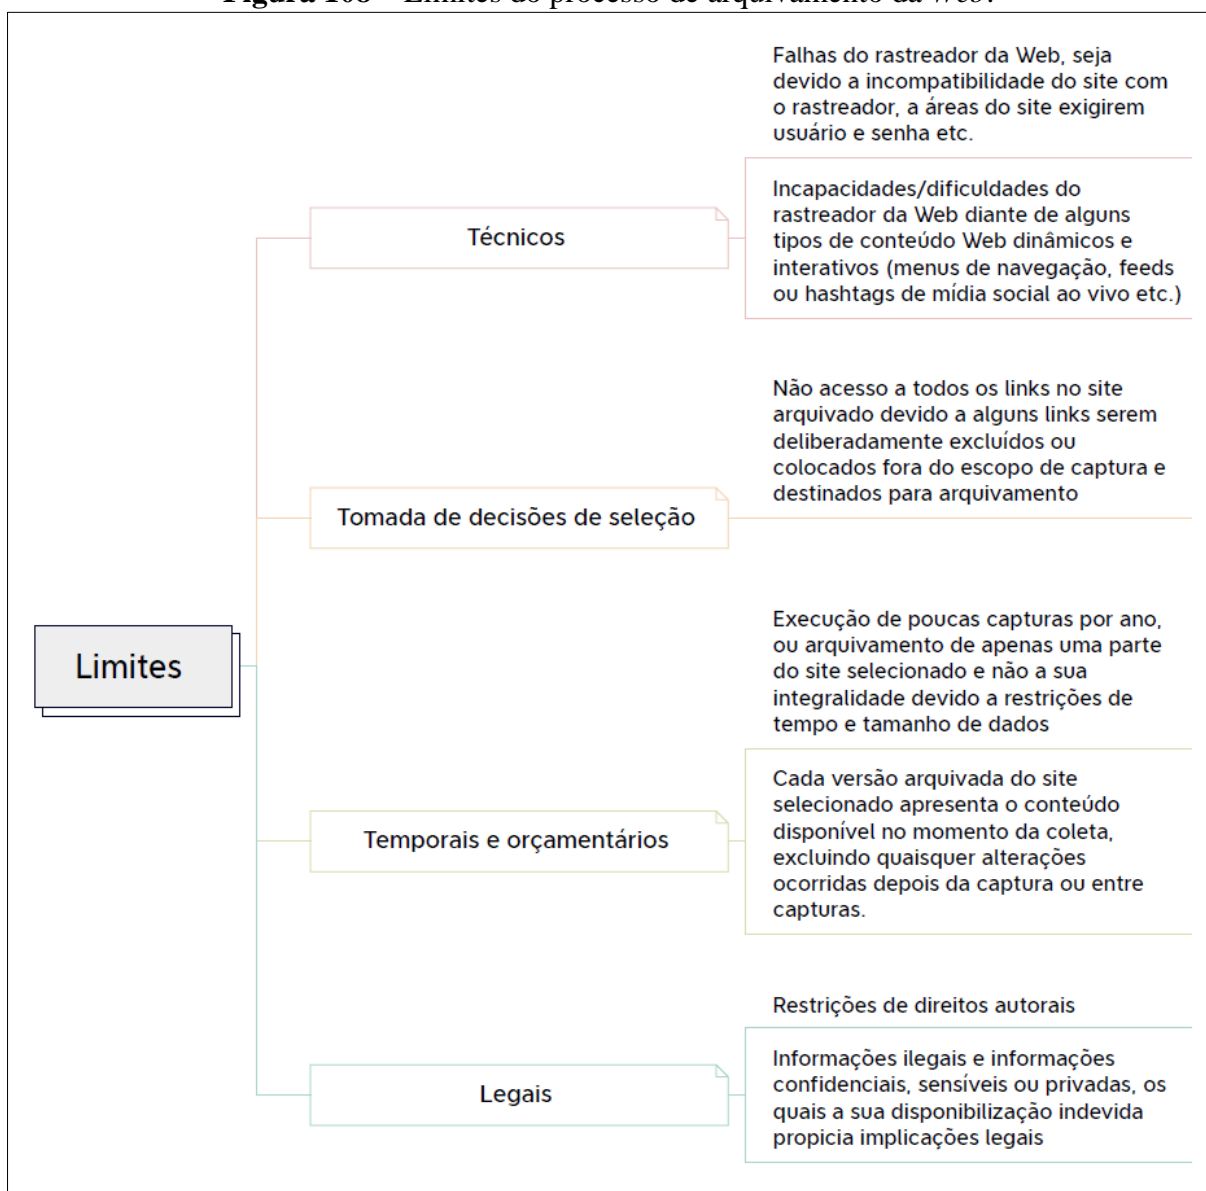 Figura 108 – Limites do processo de arquivamento da Web.
Falhas do rastreador da Web, seja
devido a incompatibilidade do site com
o rastreador, a áreas do site exigirem
usuário e senha etc.
Técnicos
Incapacidades/dificuldades do
rastreador da Web diante de alguns
tipos de conteúdo Web dinâmicos e
interativos (menus de navegação, feeds
ou hashtags de mídia social ao vivo etc.)
Não acesso a todos os links no site
arquivado devido a alguns links serem
deliberadamente excluídos ou
colocados fora do escopo de captura e
destinados para arquivamento
Tomada de decisões de seleção
Limites
Execução de poucas capturas por ano,
ou arquivamento de apenas uma parte
do site selecionado e não a sua
integralidade devido a restrições de
tempo e tamanho de dados
Temporais e orçamentários
Cada versão arquivada do site
selecionado apresenta o conteúdo
disponível no momento da coleta,
excluindo quaisquer alterações
ocorridas depois da captura ou entre
capturas.
Restrições de direitos autorais
Legais
Informações ilegais e informações
confidenciais, sensíveis ou privadas, os
quais a sua disponibilização indevida
propicia implicações legais